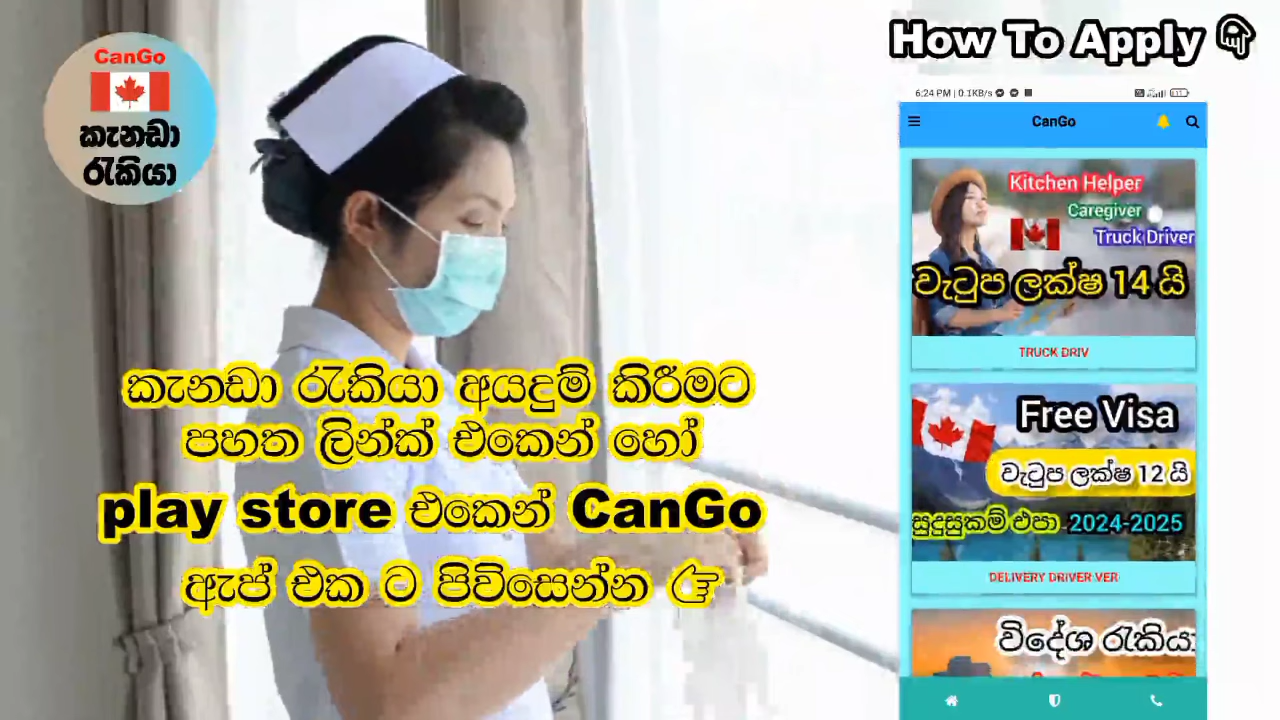 CanGo
කැනඩා
රැකියා
කැනඩා රැකියා අයදුම් කිරීමට
පහත ලින්ක් එකෙන් හෝ
play store එකෙන් CanGo
ඇප් එක ට පිවිසෙන්න
How To Apply
6:24 PM | 0.1KB/s
CanGo
Kitchen Helper
Caregiver
Truck Driver
වැටුප ලක්ෂ 14 යි
TRUCK DRIV
Free Visa
වැටුප ලක්ෂ 12 යි
සුදුසුකම් එපා 2024-2025
DELIVERY DRIVER VER
විදේශ රැකියා